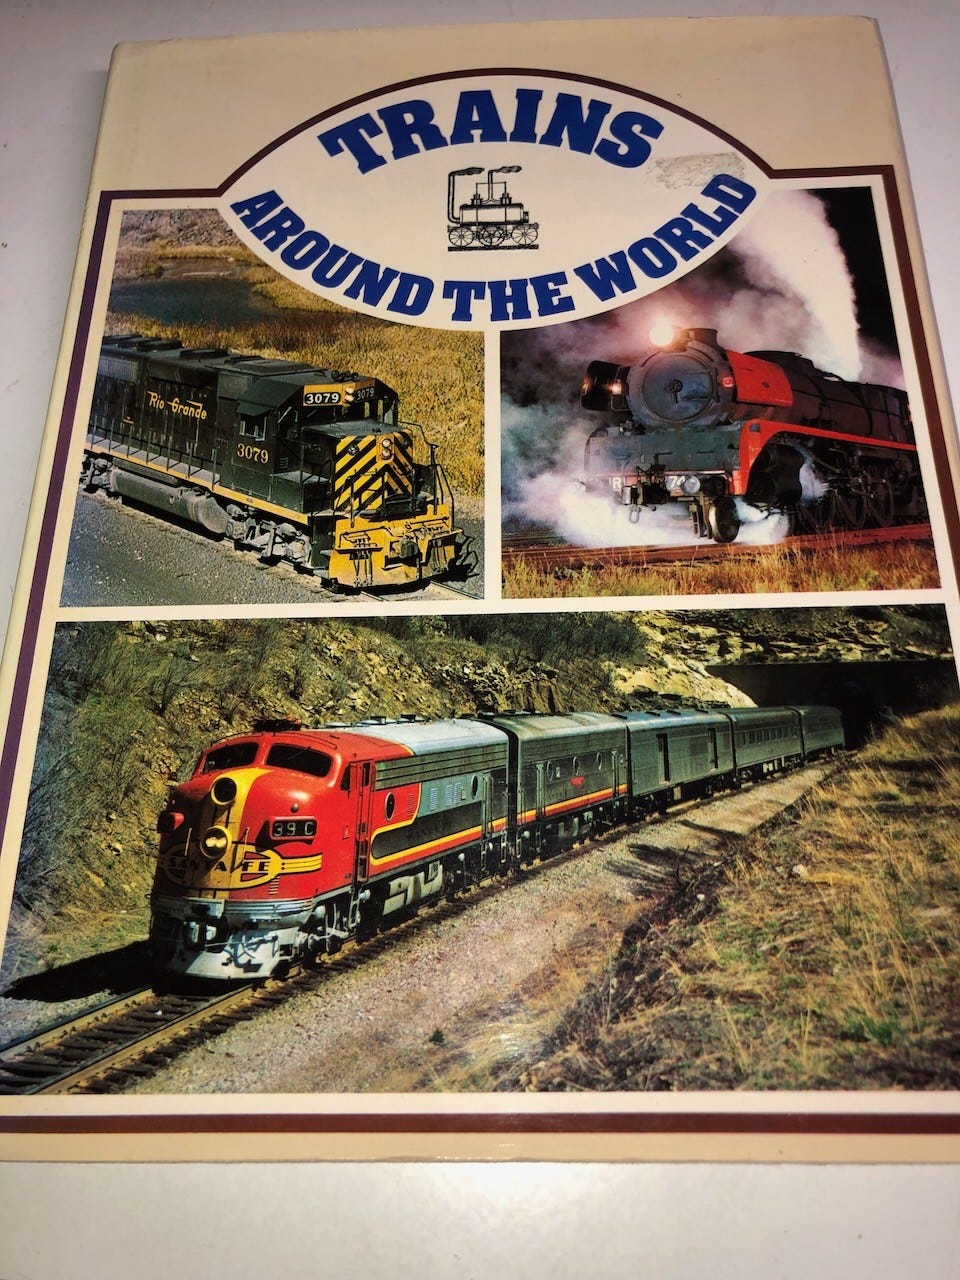 TRAINS
AROUND THE WORLD
3079
3079
Rio Grande
3079
39 C
SANTA FE